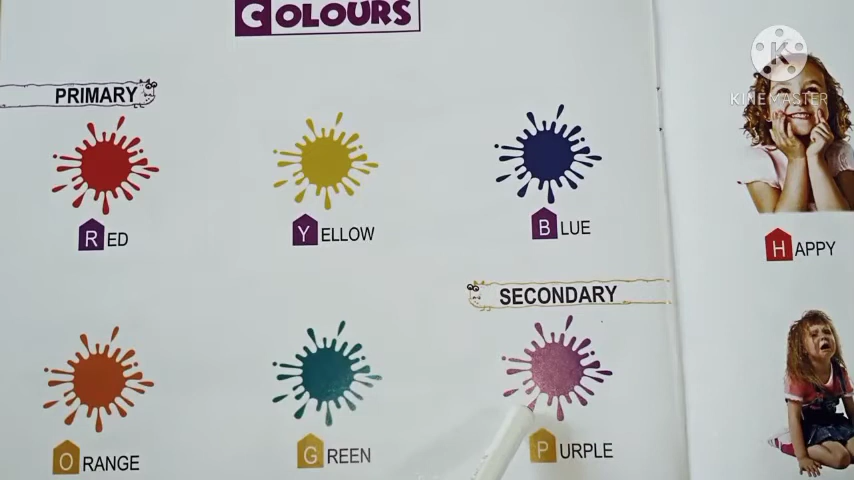 COLOURS
PRIMARY
RED
YELLOW
BLUE
SECONDARY
ORANGE
GREEN
PURPLE
HAPPY
K
KINEMASTER